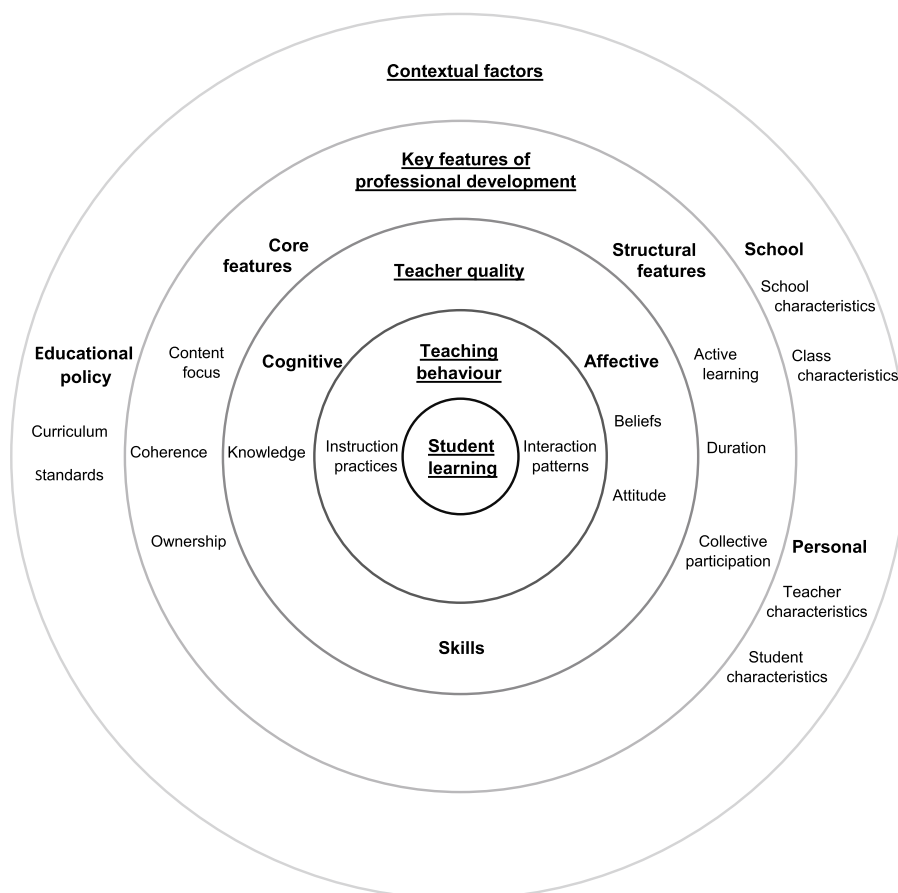 Contextual factors
Key features of
professional development
Core
features
Structural
features
School
School
characteristics
Teacher quality
Educational
policy
Content
focus
Cognitive
Teaching
behaviour
Affective
Active
learning
Class
characteristics
Curriculum
Standards
Coherence
Knowledge
Instruction
practices
Student
learning
Interaction
patterns
Beliefs
Attitude
Duration
Ownership
Collective
participation
Personal
Teacher
characteristics
Skills
Student
characteristics